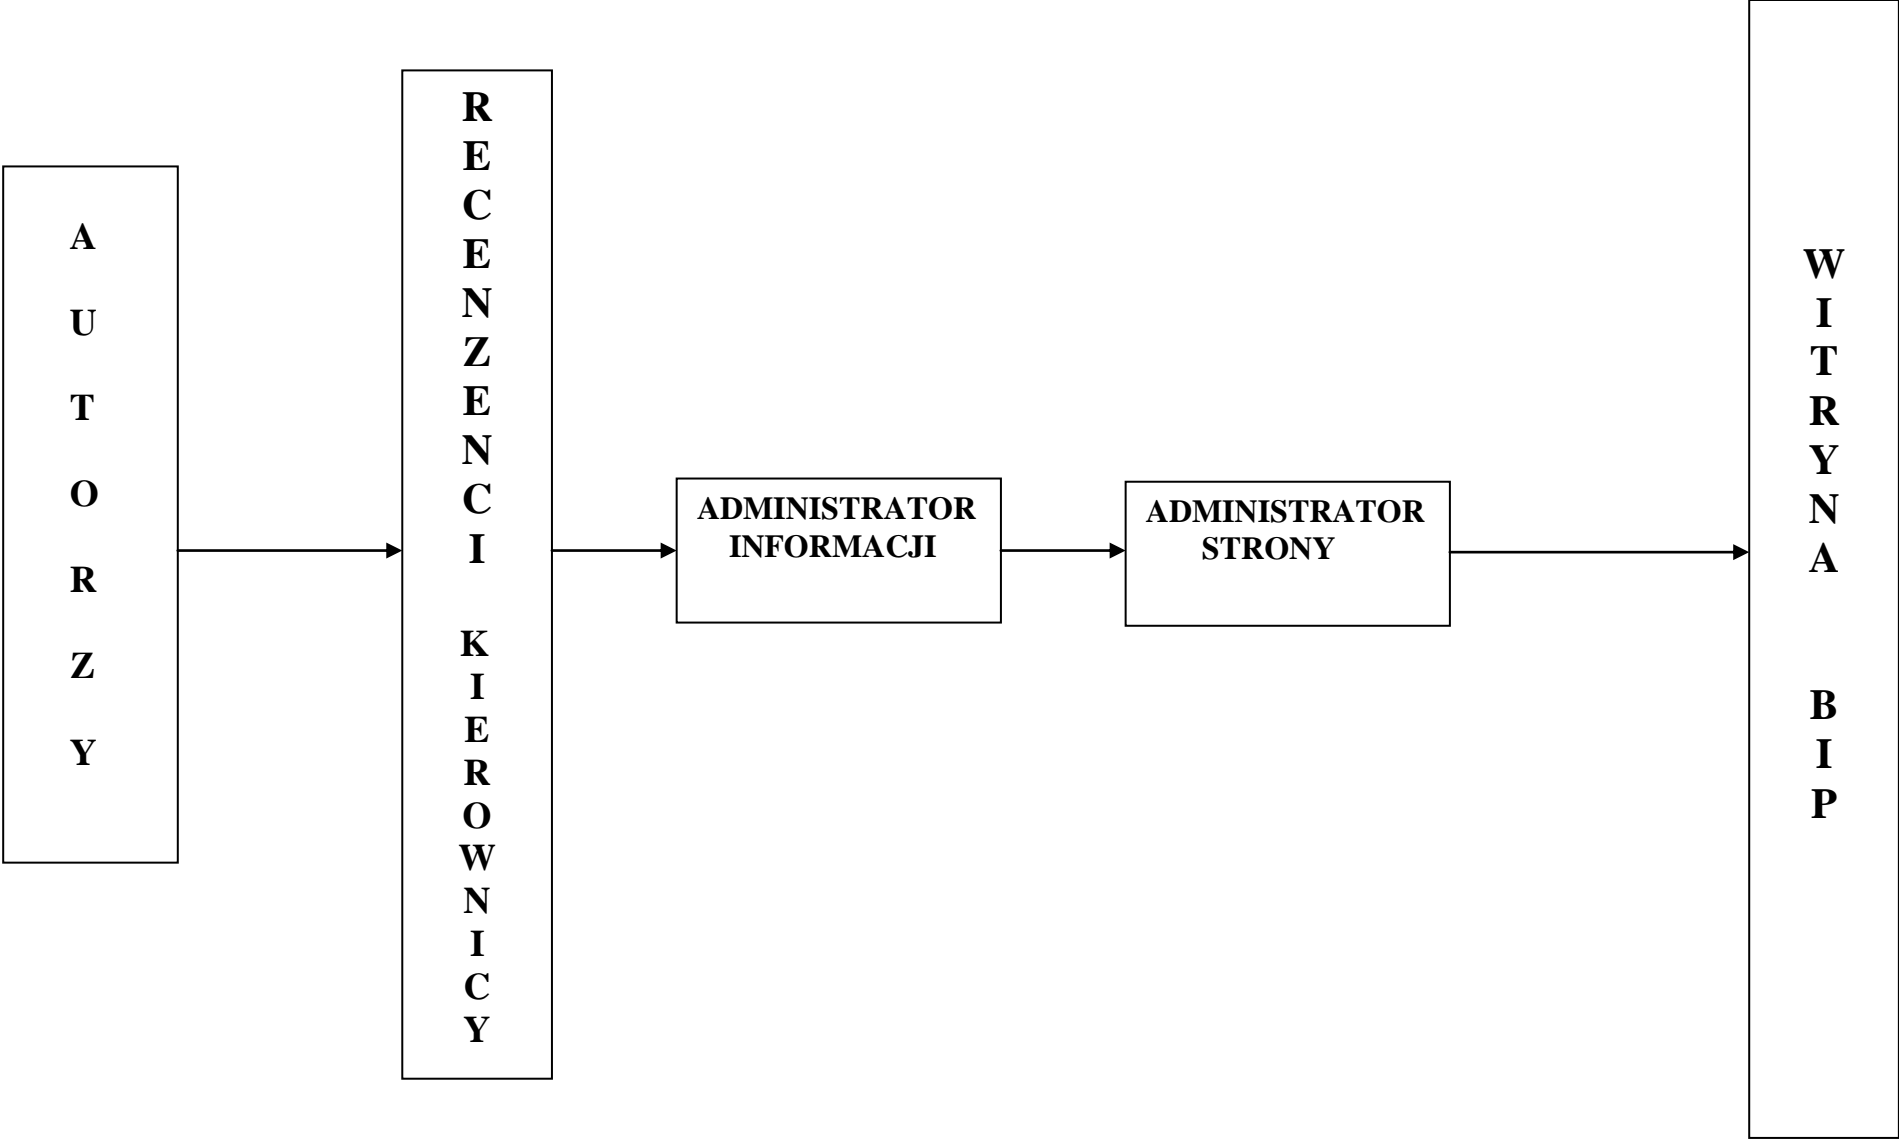 AUTORZY
RECENZENCI
KIEROWNICY
ADMINISTRATOR
INFORMACJI
ADMINISTRATOR
STRONY
WITRYNA
BIP